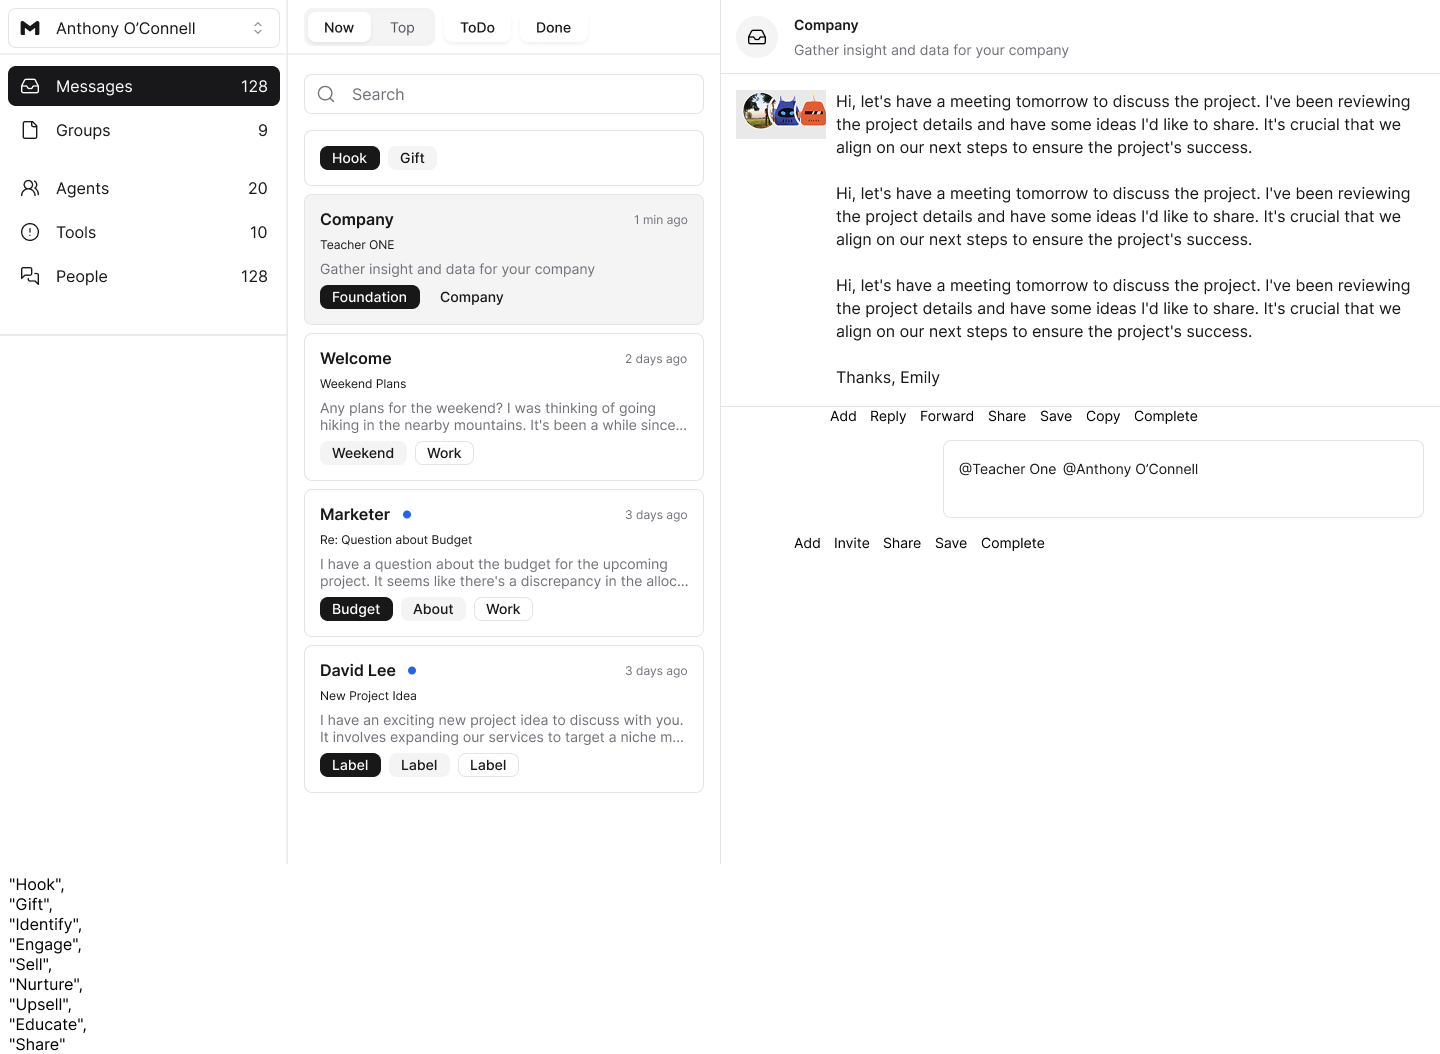 Anthony O’Connell
Messages 128
Groups 9
Agents 20
Tools 10
People 128
Now Top ToDo Done
Search
Hook Gift
Company 1 min ago
Teacher ONE
Gather insight and data for your company
Foundation Company
Welcome 2 days ago
Weekend Plans
Any plans for the weekend? I was thinking of going
hiking in the nearby mountains. It's been a while since...
Weekend Work
Marketer 3 days ago
Re: Question about Budget
I have a question about the budget for the upcoming
project. It seems like there's a discrepancy in the alloc...
Budget About Work
David Lee 3 days ago
New Project Idea
I have an exciting new project idea to discuss with you.
It involves expanding our services to target a niche m...
Label Label Label
Company
Gather insight and data for your company
Hi, let's have a meeting tomorrow to discuss the project. I've been reviewing
the project details and have some ideas I'd like to share. It's crucial that we
align on our next steps to ensure the project's success.
Hi, let's have a meeting tomorrow to discuss the project. I've been reviewing
the project details and have some ideas I'd like to share. It's crucial that we
align on our next steps to ensure the project's success.
Hi, let's have a meeting tomorrow to discuss the project. I've been reviewing
the project details and have some ideas I'd like to share. It's crucial that we
align on our next steps to ensure the project's success.
Thanks, Emily
Add Reply Forward Share Save Copy Complete
@Teacher One @Anthony O’Connell
Add Invite Share Save Complete
"Hook",
"Gift",
"Identify",
"Engage",
"Sell",
"Nurture",
"Upsell",
"Educate",
"Share"